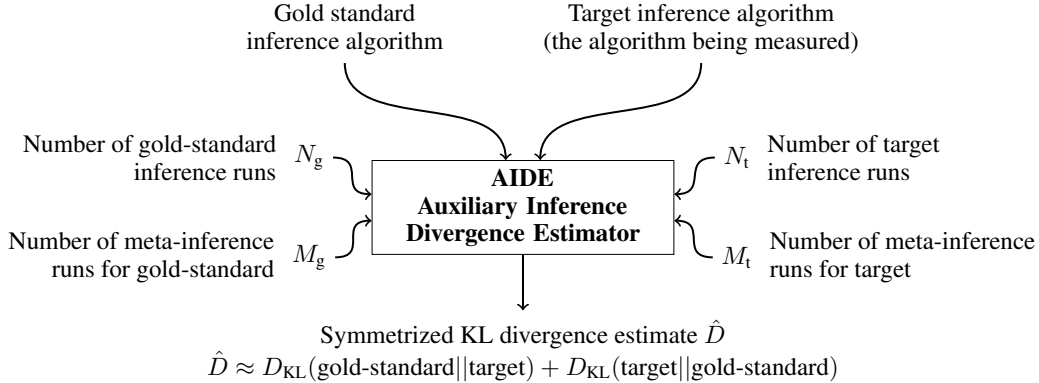 Gold standard
inference algorithm
Target inference algorithm
(the algorithm being measured)
Number of gold-standard
inference runs
N_g
N_t
Number of target
inference runs
AIDE
Auxiliary Inference
Divergence Estimator
Number of meta-inference
runs for gold-standard
M_g
M_t
Number of meta-inference
runs for target
Symmetrized KL divergence estimate D̂
D̂ ≈ D_KL(gold-standard||target) + D_KL(target||gold-standard)